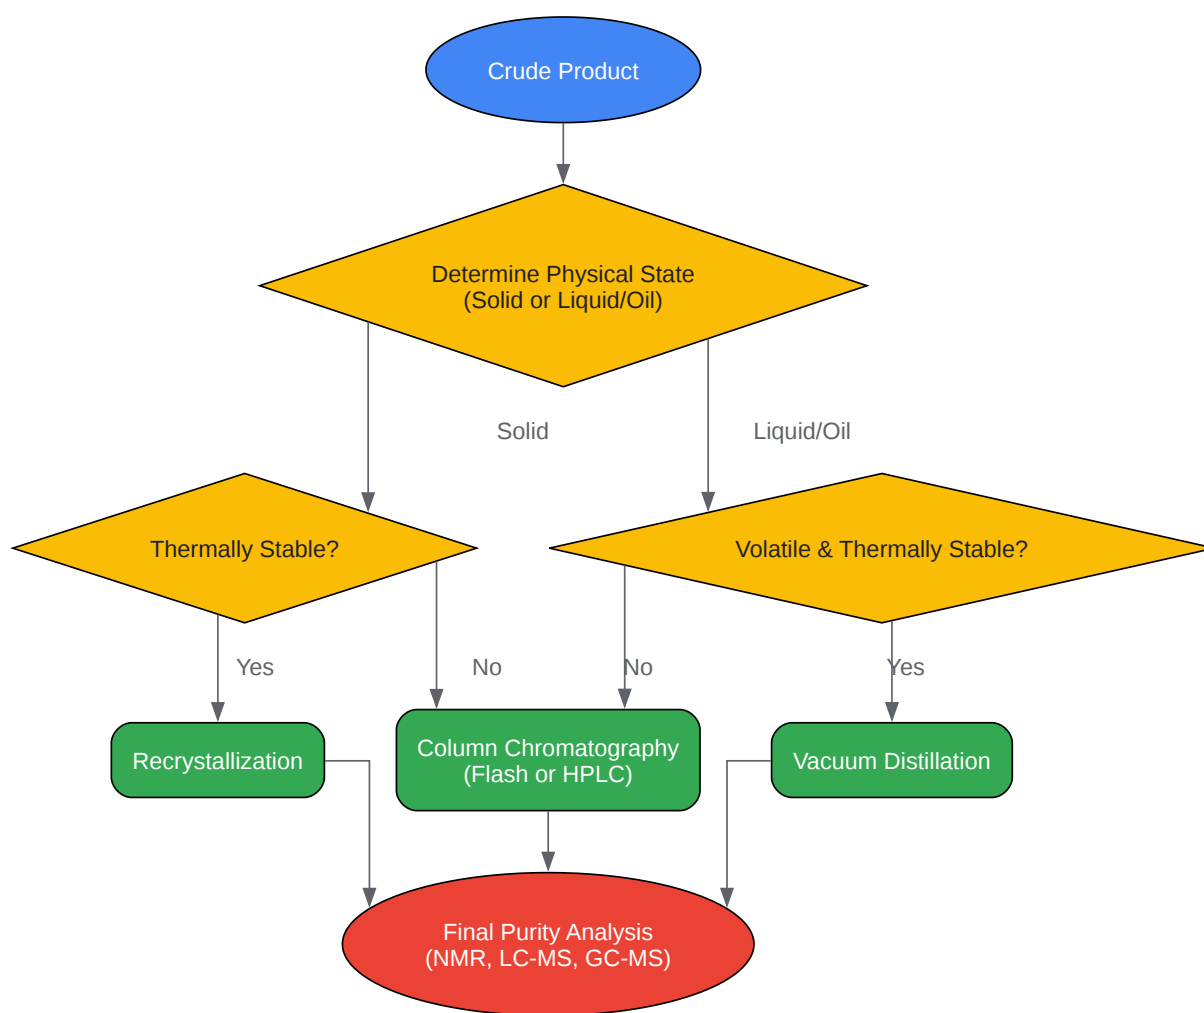 Crude Product
Determine Physical State
(Solid or Liquid/Oil)
Solid
Liquid/Oil
Thermally Stable?
Volatile & Thermally Stable?
Yes
No
No
Yes
Recrystallization
Column Chromatography
(Flash or HPLC)
Vacuum Distillation
Final Purity Analysis
(NMR, LC-MS, GC-MS)